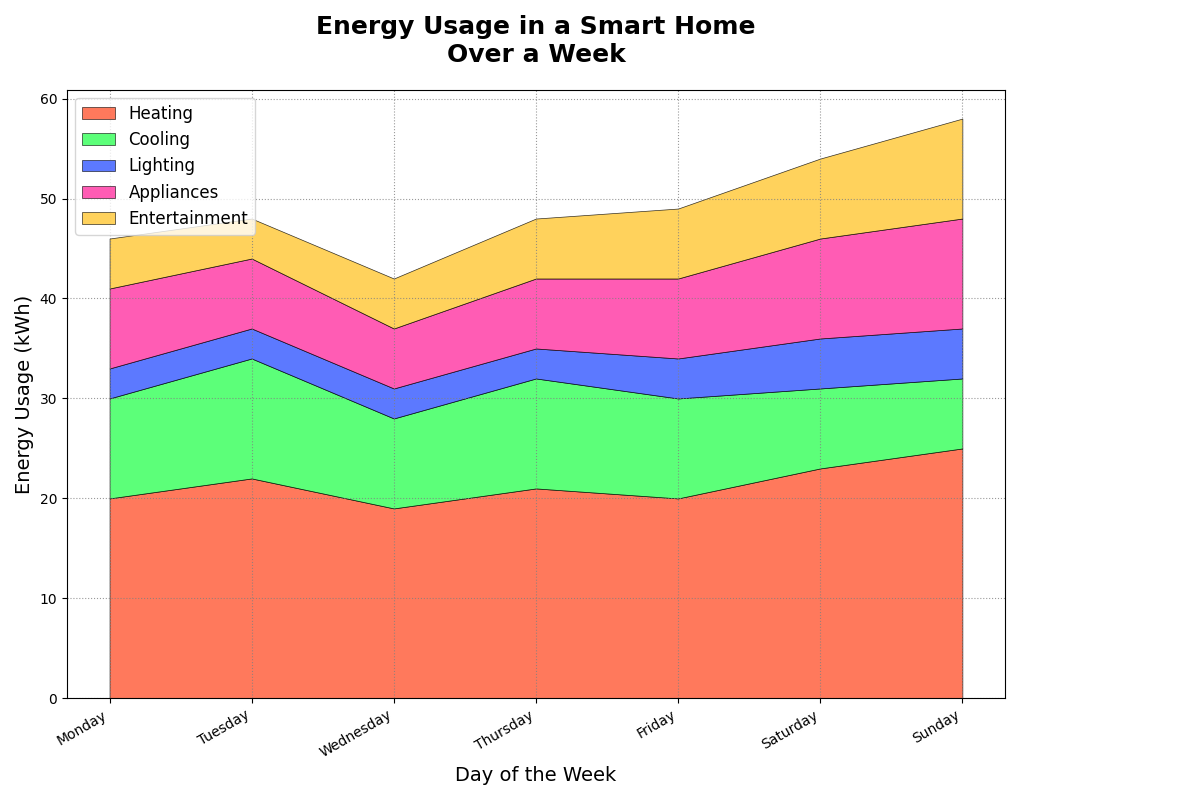 Energy Usage in a Smart Home
Over a Week
Heating
Cooling
Lighting
Appliances
Entertainment
Energy Usage (kWh)
60
50
40
30
20
10
0
Monday
Tuesday
Wednesday
Thursday
Friday
Saturday
Sunday
Day of the Week